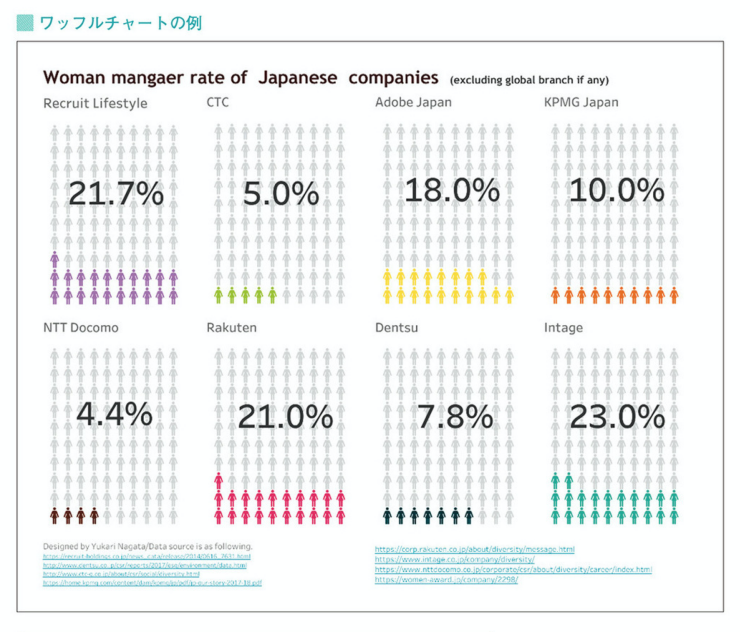 ワッフルチャートの例
Woman mangaer rate of Japanese companies (excluding global branch if any)
Recruit Lifestyle
CTC
Adobe Japan
KPMG Japan
21.7%
5.0%
18.0%
10.0%
NTT Docomo
Rakuten
Dentsu
Intage
4.4%
21.0%
7.8%
23.0%
Designed by Yukari Nagata/Data source is as following.
https://corp.rakuten.co.jp/about/diversity/message.html
https://www.intage.co.jp/company/diversity/
https://www.nttdocomo.co.jp/corporate/csr/about/diversity/career/index.html
https://women-award.jp/company/2298/